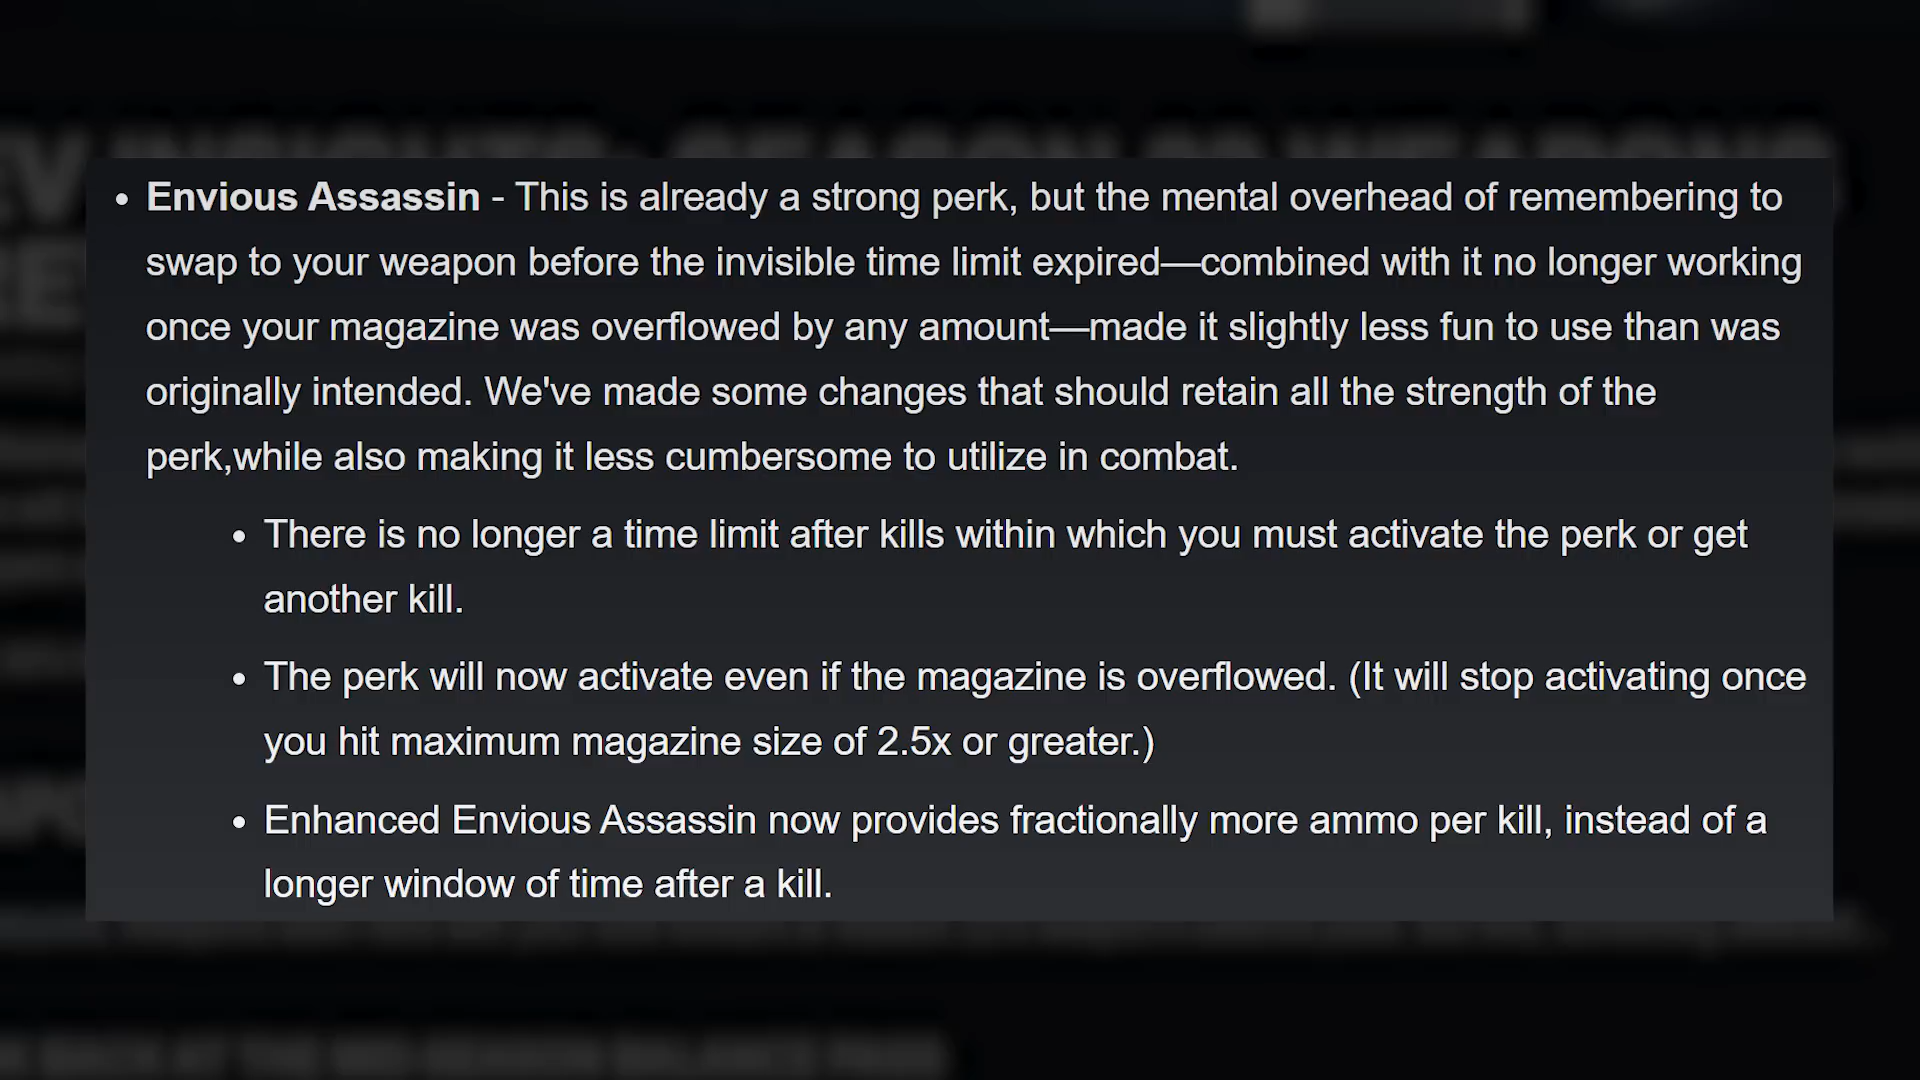 • Envious Assassin - This is already a strong perk, but the mental overhead of remembering to
swap to your weapon before the invisible time limit expired—combined with it no longer working
once your magazine was overflowed by any amount—made it slightly less fun to use than was
originally intended. We've made some changes that should retain all the strength of the
perk,while also making it less cumbersome to utilize in combat.
• There is no longer a time limit after kills within which you must activate the perk or get
another kill.
• The perk will now activate even if the magazine is overflowed. (It will stop activating once
you hit maximum magazine size of 2.5x or greater.)
• Enhanced Envious Assassin now provides fractionally more ammo per kill, instead of a
longer window of time after a kill.